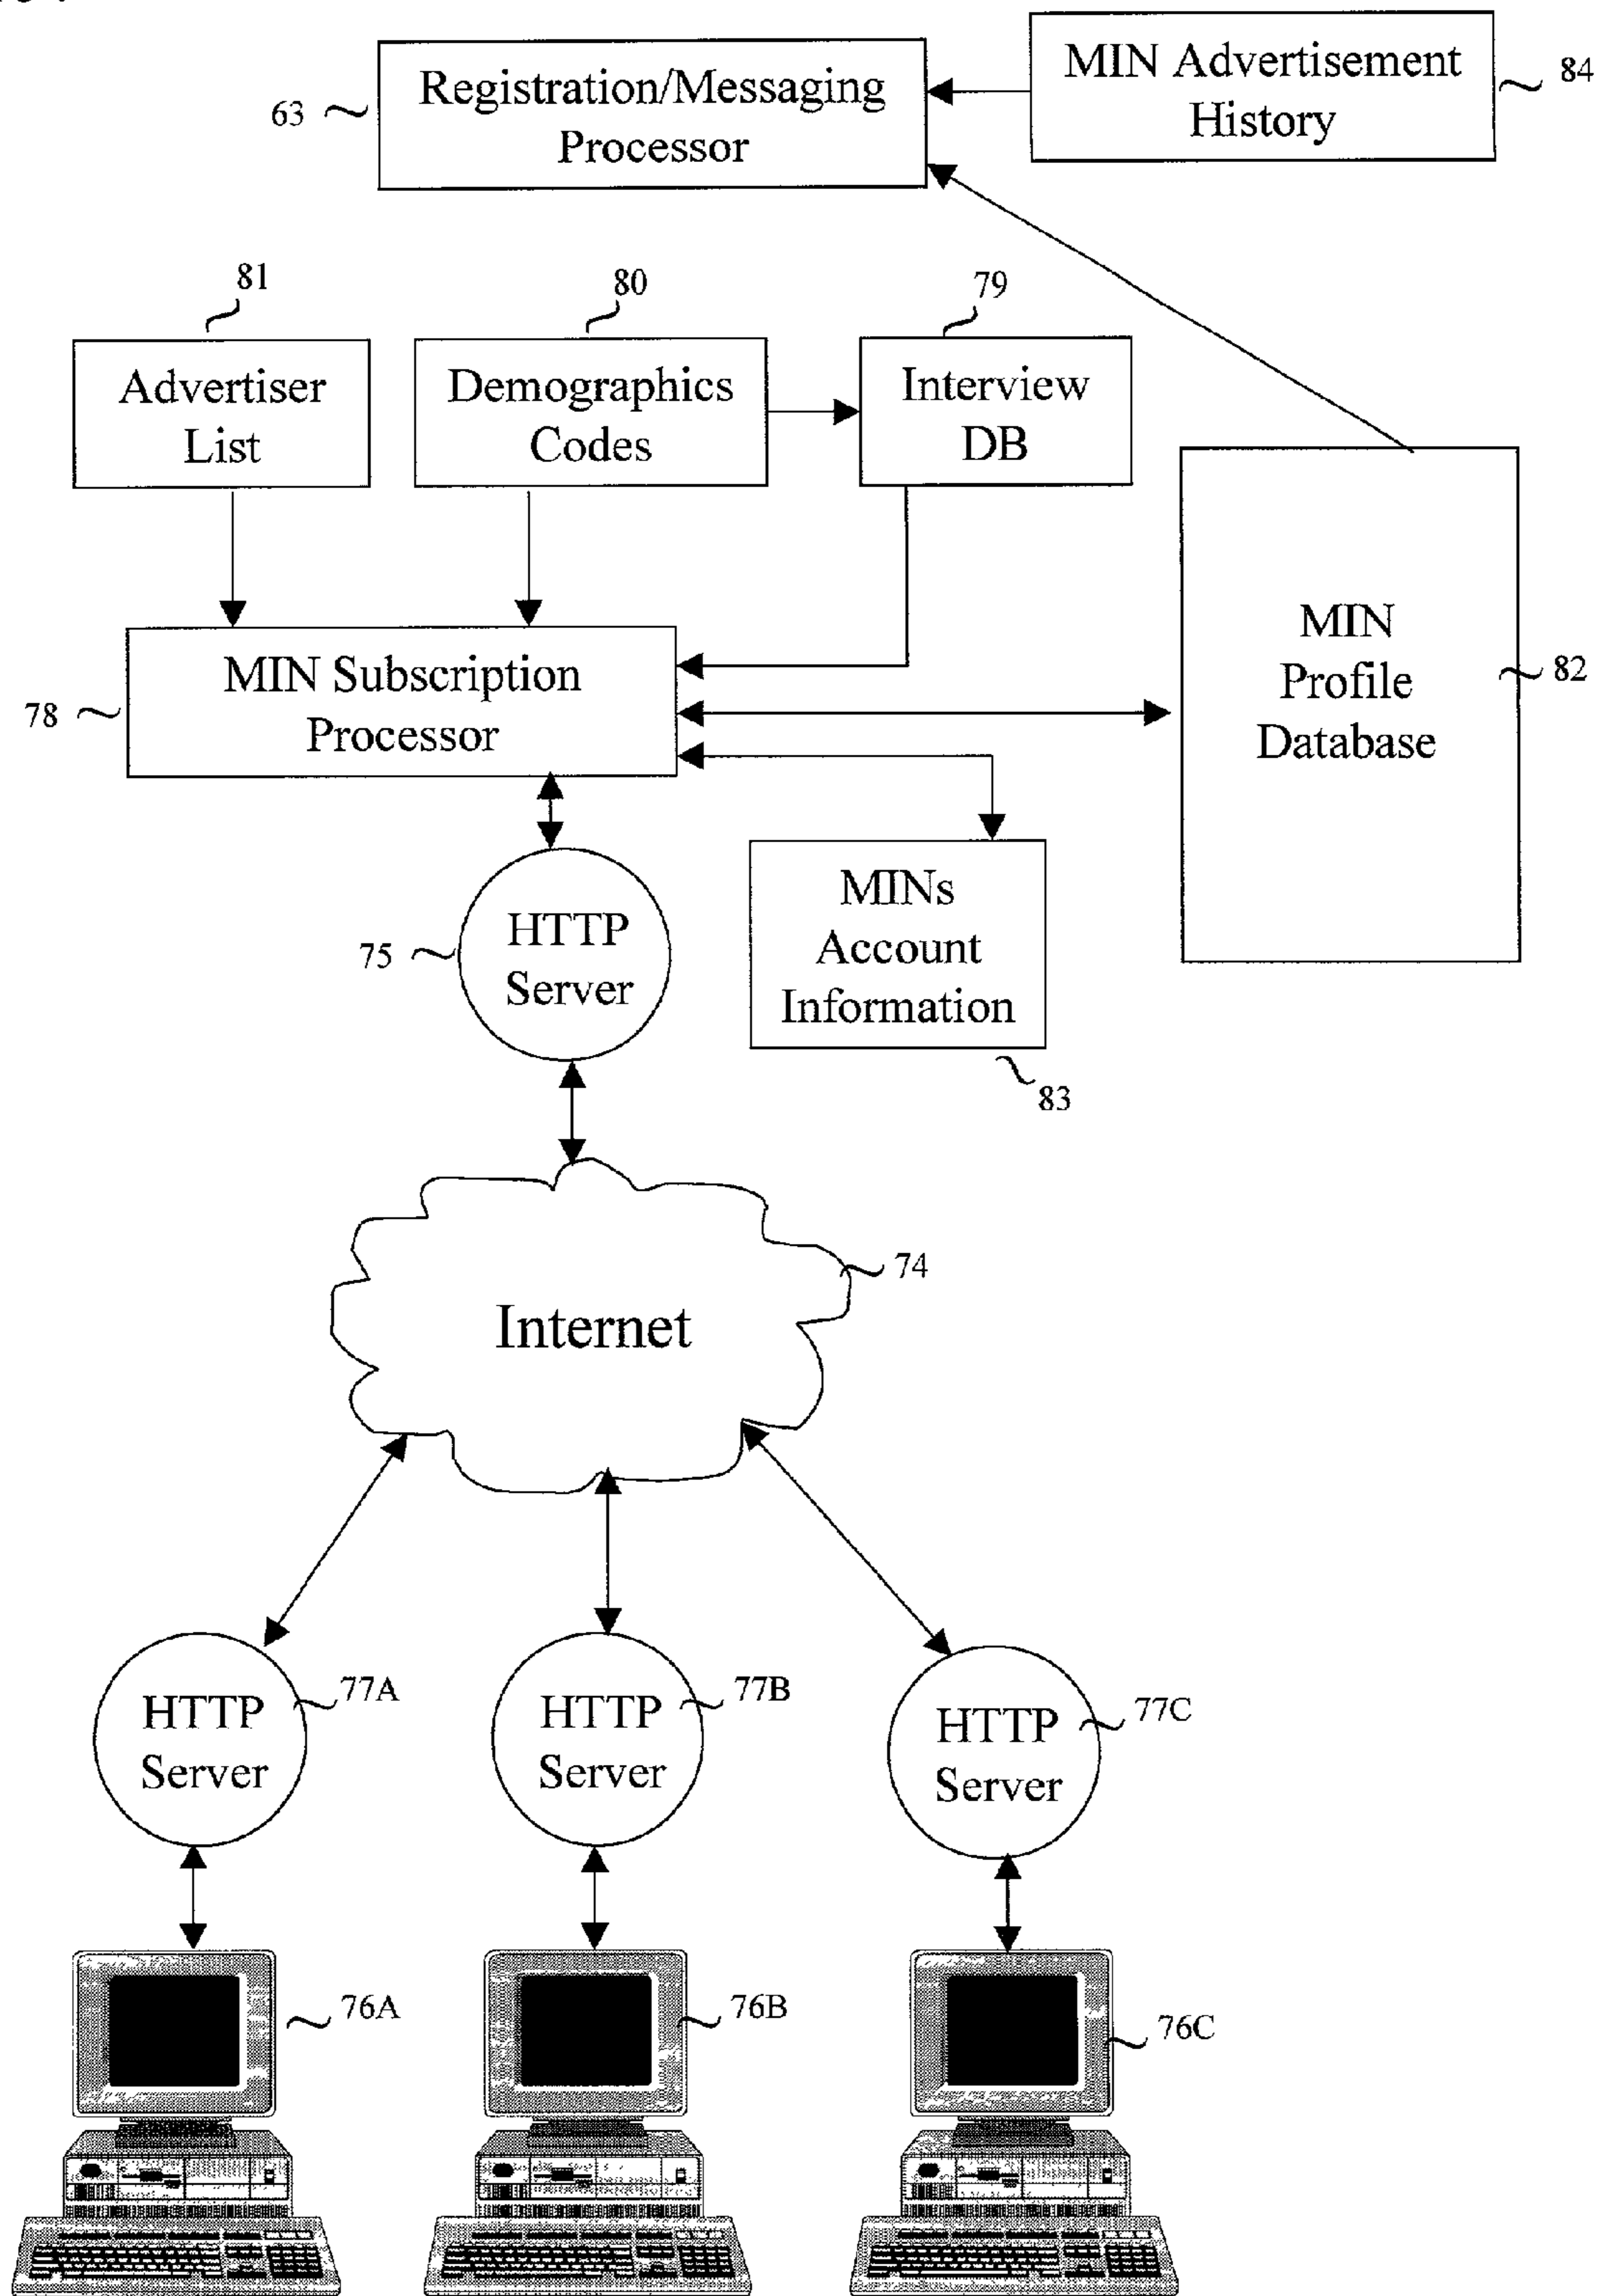 Registration/Messaging
Processor
63
MIN Advertisement
History
84
81
80
79
Advertiser
List
Demographics
Codes
Interview
DB
MIN
Profile
Database
82
MIN Subscription
Processor
78
HTTP
Server
75
MINs
Account
Information
83
74
Internet
HTTP
Server
77A
HTTP
Server
77B
HTTP
Server
77C
76A
76B
76C